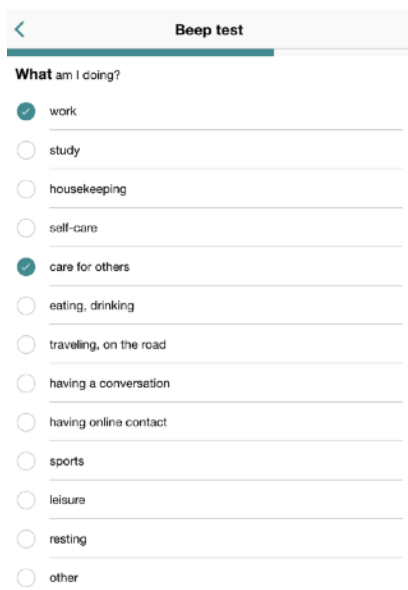 Beep test
What am I doing?
work
study
housekeeping
self-care
care for others
eating, drinking
traveling, on the road
having a conversation
having online contact
sports
leisure
resting
other